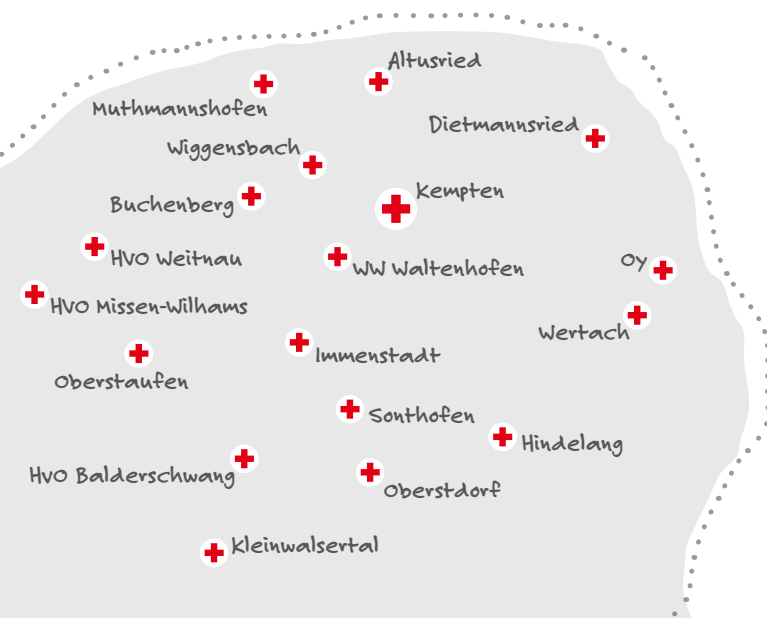 Altusried
Muthmannshofen
Dietmannsried
Wiggensbach
Kempten
Buchenberg
HVO Weitnau
WW Waltenhofen
Oy
HVO Missen-Wilhams
Wertach
Immenstadt
Oberstaufen
Sonthofen
Hindelang
HvO Balderschwang
Oberstdorf
Kleinwalsertal